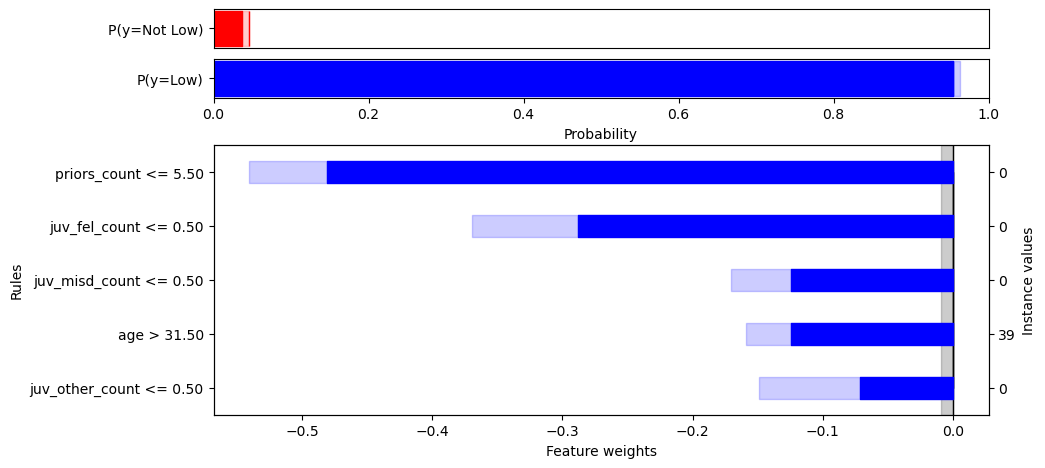 P(y=Not Low)
P(y=Low)
0.0 0.2 0.4 0.6 0.8 1.0
Probability
Rules
priors_count <= 5.50 0
juv_fel_count <= 0.50 0
juv_misd_count <= 0.50 0
age > 31.50 39
juv_other_count <= 0.50 0
Instance values
−0.5 −0.4 −0.3 −0.2 −0.1 0.0
Feature weights